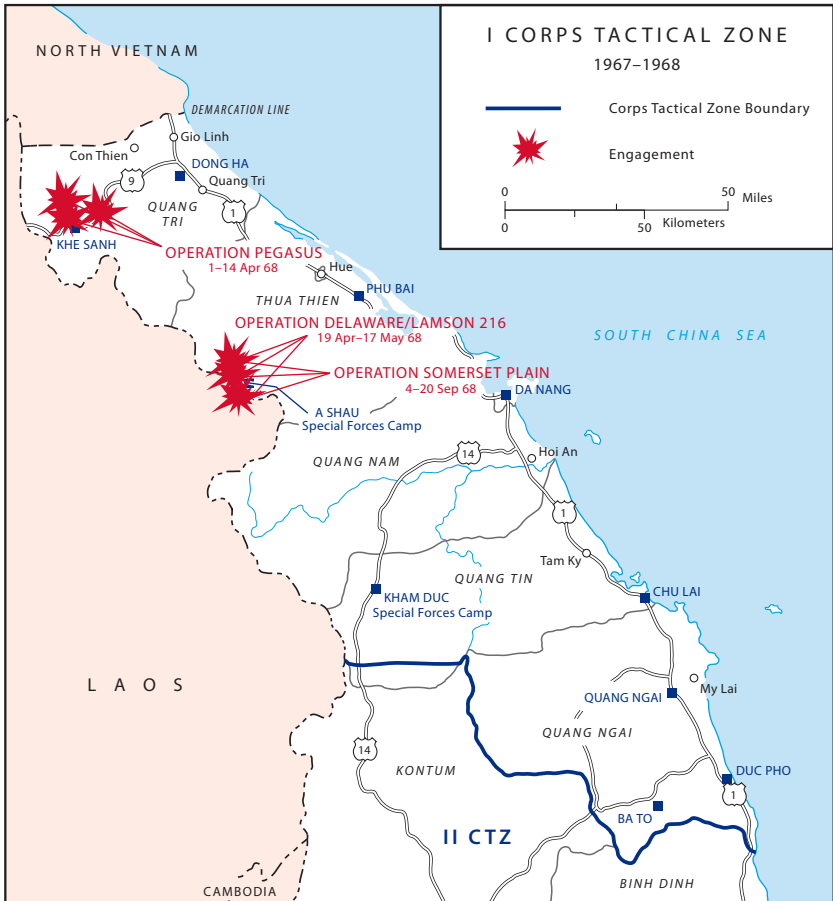 I CORPS TACTICAL ZONE
1967–1968
Corps Tactical Zone Boundary
Engagement
0
50
Miles
0
50
Kilometers
NORTH VIETNAM
DEMARCATION LINE
Gio Linh
Con Thien
DONG HA
9
Quang Tri
QUANG
TRI
1
KHE SANH
OPERATION PEGASUS
1–14 Apr 68
Hue
PHU BAI
THUA THIEN
OPERATION DELAWARE/LAMSON 216
19 Apr–17 May 68
SOUTH CHINA SEA
OPERATION SOMERSET PLAIN
4–20 Sep 68
DA NANG
A SHAU
Special Forces Camp
14
Hoi An
QUANG NAM
1
Tam Ky
QUANG TIN
CHU LAI
KHAM DUC
Special Forces Camp
LAOS
My Lai
QUANG NGAI
QUANG NGAI
14
KONTUM
DUC PHO
1
BA TO
II CTZ
BINH DINH
CAMBODIA